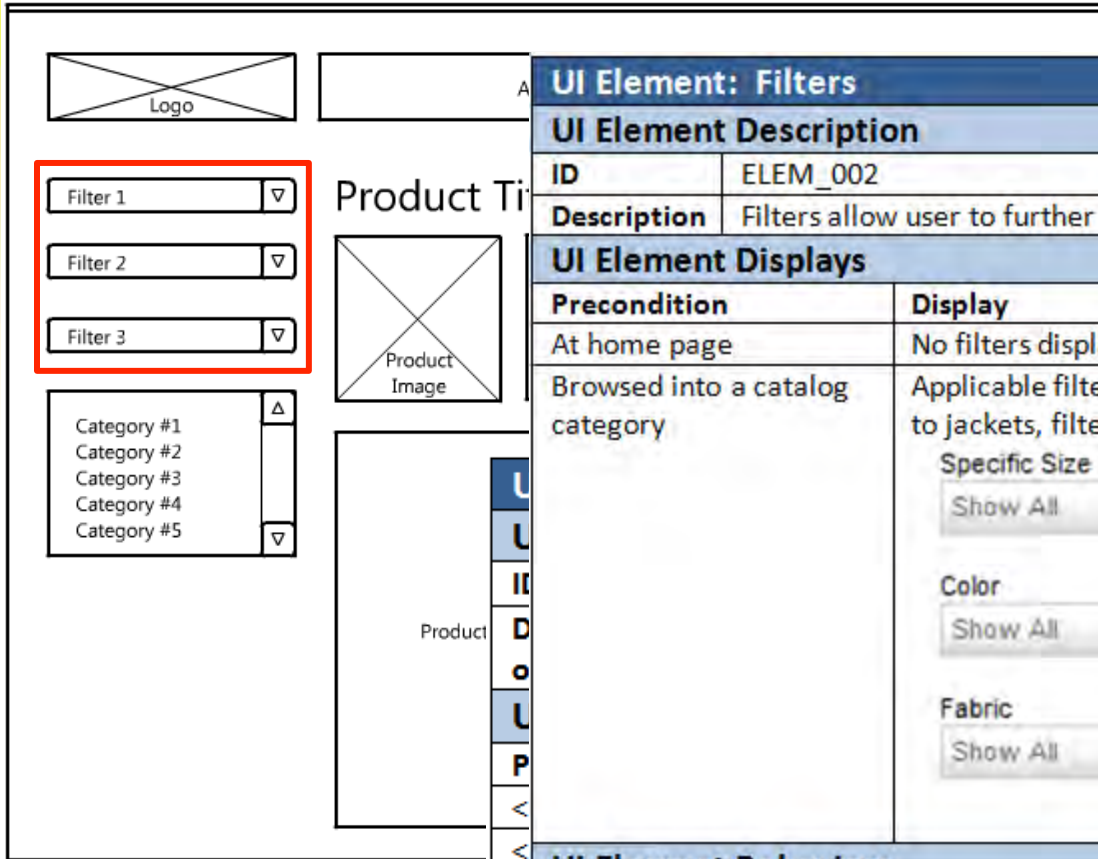 Logo
A
Filter 1
Filter 2
Filter 3
Category #1
Category #2
Category #3
Category #4
Category #5
Product Ti
Product
Image
Product
U
U
ID
D
o
U
P
<
<
UI Element: Filters
UI Element Description
ID ELEM_002
Description Filters allow user to further
UI Element Displays
Precondition Display
At home page No filters displ
Browsed into a catalog Applicable filte
category to jackets, filte
Specific Size
Show All
Color
Show All
Fabric
Show All